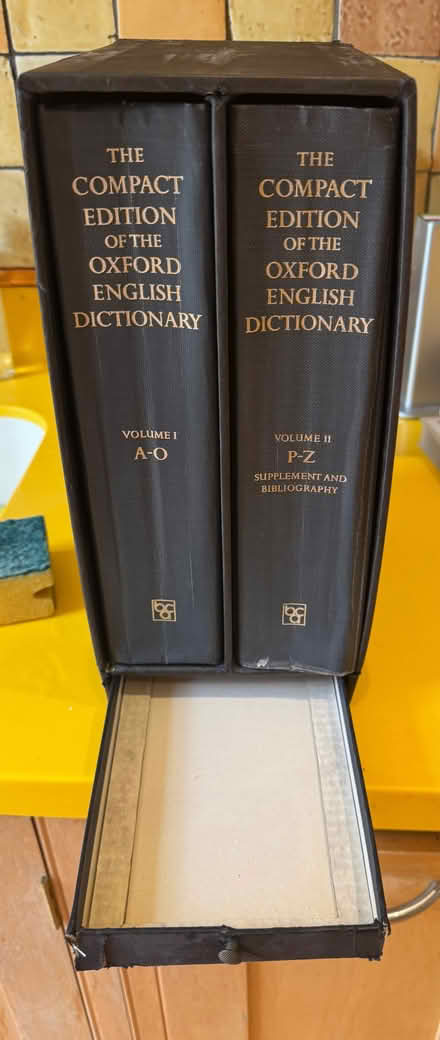 THE
COMPACT
EDITION
OF THE
OXFORD
ENGLISH
DICTIONARY
VOLUME I
A-O
THE
COMPACT
EDITION
OF THE
OXFORD
ENGLISH
DICTIONARY
VOLUME II
P-Z
SUPPLEMENT AND
BIBLIOGRAPHY